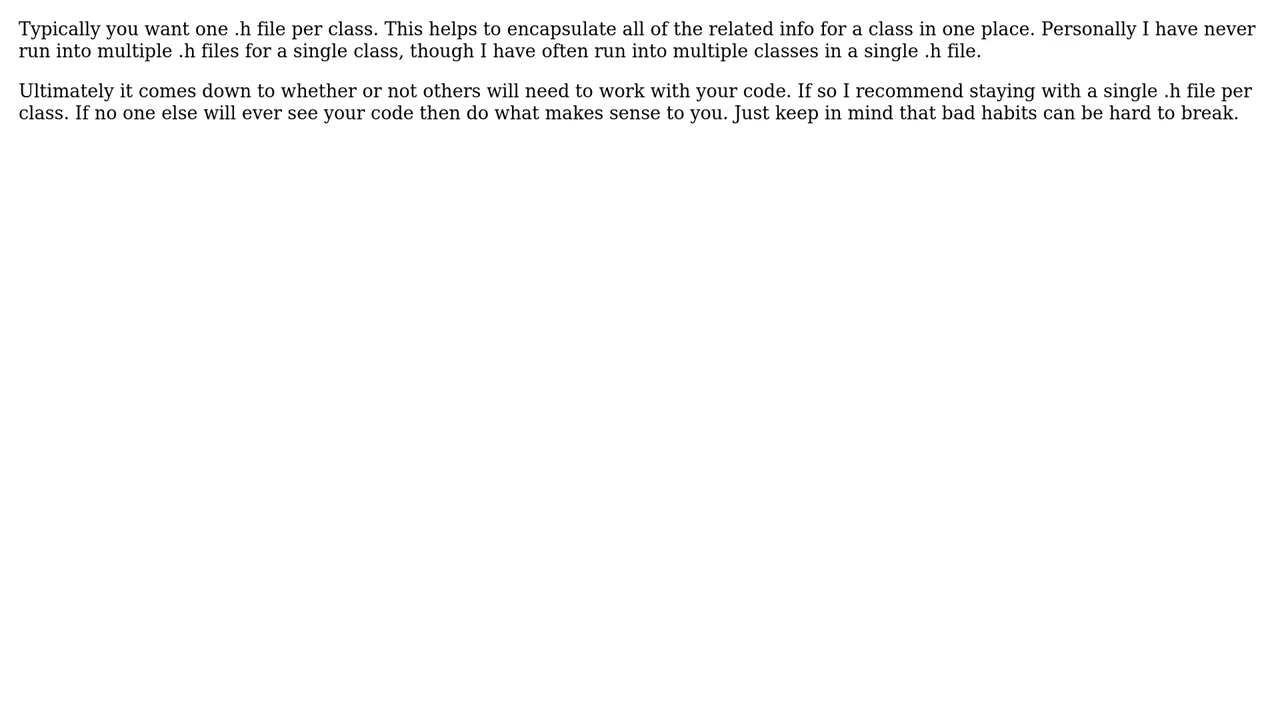 Typically you want one .h file per class. This helps to encapsulate all of the related info for a class in one place. Personally I have never
run into multiple .h files for a single class, though I have often run into multiple classes in a single .h file.
Ultimately it comes down to whether or not others will need to work with your code. If so I recommend staying with a single .h file per
class. If no one else will ever see your code then do what makes sense to you. Just keep in mind that bad habits can be hard to break.